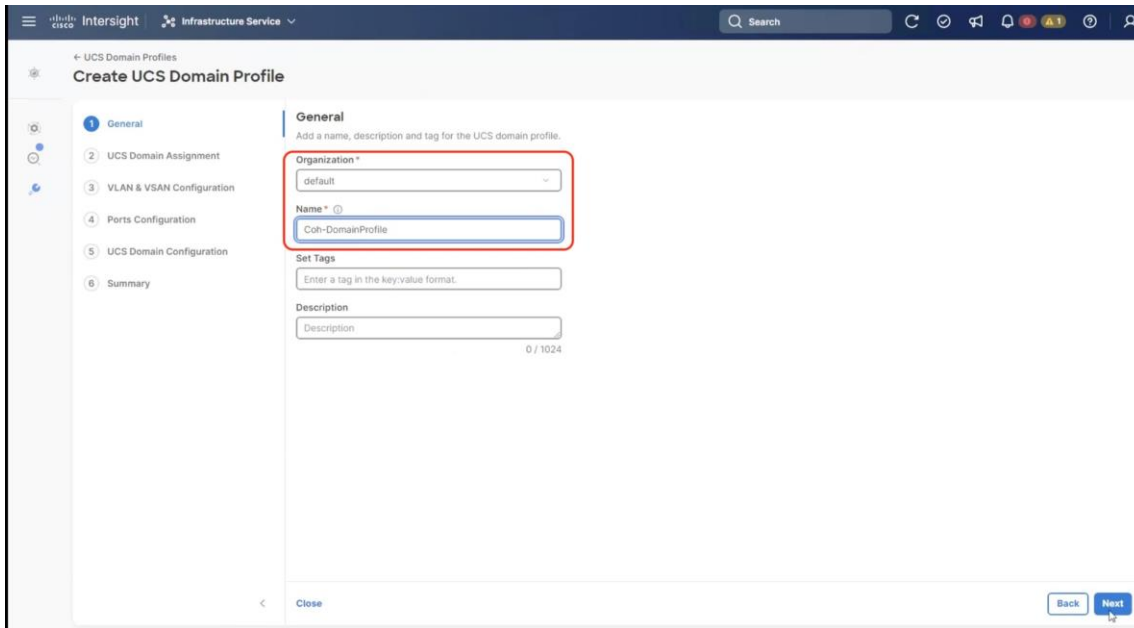 cisco Intersight Infrastructure Service Search 0 1
← UCS Domain Profiles
Create UCS Domain Profile
1 General
2 UCS Domain Assignment
3 VLAN & VSAN Configuration
4 Ports Configuration
5 UCS Domain Configuration
6 Summary
General
Add a name, description and tag for the UCS domain profile.
Organization *
default
Name *
Coh-DomainProfile
Set Tags
Enter a tag in the key:value format.
Description
Description
0 / 1024
Close Back Next